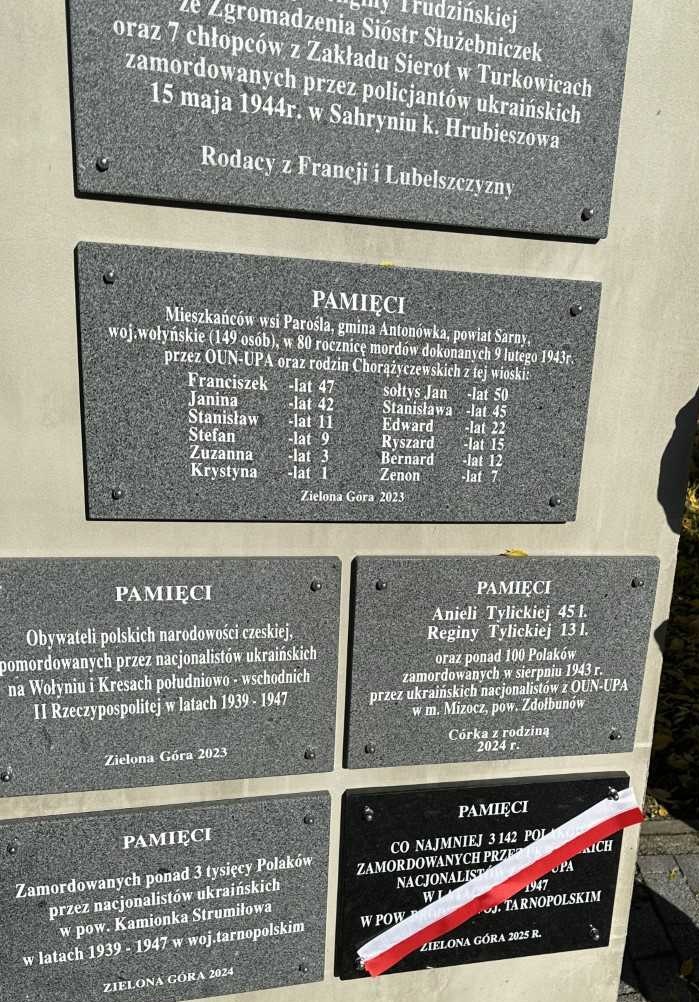 Trudzińskiej
ze Zgromadzenia Sióstr Służebniczek
oraz 7 chłopców z Zakładu Sierot w Turkowicach
zamordowanych przez policjantów ukraińskich
15 maja 1944r. w Sahryniu k. Hrubieszowa
Rodacy z Francji i Lubelszczyzny
PAMIĘCI
Mieszkańców wsi Parośla, gmina Antonówka, powiat Sarny,
woj.wołyńskie (149 osób), w 80 rocznicę mordów dokonanych 9 lutego 1943r.
przez OUN-UPA oraz rodzin Chorążyczewskich z tej wioski:
Franciszek -lat 47 sołtys Jan -lat 50
Janina -lat 42 Stanisława -lat 45
Stanisław -lat 11 Edward -lat 22
Stefan -lat 9 Ryszard -lat 15
Zuzanna -lat 3 Bernard -lat 12
Krystyna -lat 1 Zenon -lat 7
Zielona Góra 2023
PAMIĘCI
Obywateli polskich narodowości czeskiej,
pomordowanych przez nacjonalistów ukraińskich
na Wołyniu i Kresach południowo - wschodnich
II Rzeczypospolitej w latach 1939 - 1947
Zielona Góra 2023
PAMIĘCI
Anieli Tylickiej 45 l.
Reginy Tylickiej 13 l.
oraz ponad 100 Polaków
zamordowanych w sierpniu 1943 r.
przez ukraińskich nacjonalistów z OUN-UPA
w m. Mizocz, pow. Zdołbunów
Córka z rodziną
2024 r.
PAMIĘCI
Zamordowanych ponad 3 tysięcy Polaków
przez nacjonalistów ukraińskich
w pow. Kamionka Strumiłowa
w latach 1939 - 1947 w woj.tarnopolskim
ZIELONA GÓRA 2024
PAMIĘCI
CO NAJMNIEJ 3 142 POLAKÓW
ZAMORDOWANYCH PRZEZ
NACJONALISTÓW
W 1947
W POW. TARNOPOLSKIM
ZIELONA GÓRA 2025 R.